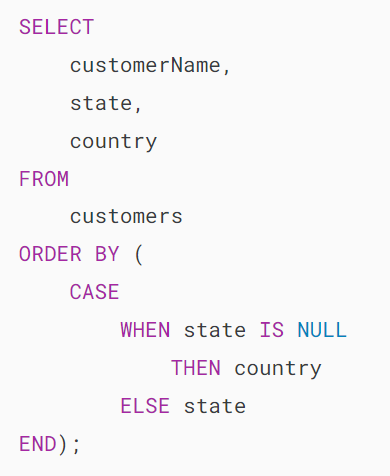 SELECT
    customerName,
    state,
    country
FROM
    customers
ORDER BY (
    CASE
        WHEN state IS NULL
            THEN country
        ELSE state
END);